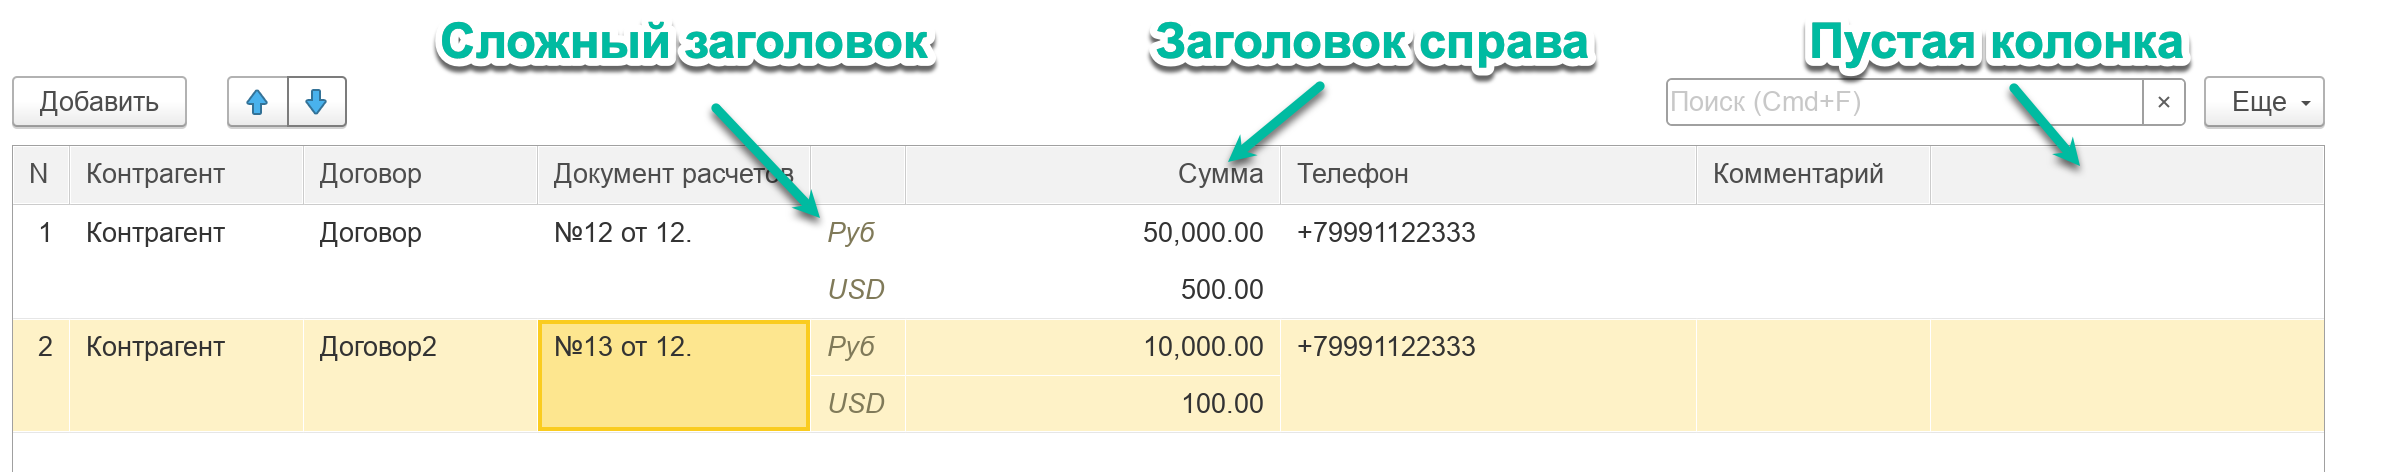 Сложный заголовок Заголовок справа Пустая колонка
Добавить Поиск (Cmd+F) × Еще
N Контрагент Договор Документ расчетов Сумма Телефон Комментарий
1 Контрагент Договор №12 от 12. Руб 50,000.00 +79991122333
USD 500.00
2 Контрагент Договор2 №13 от 12. Руб 10,000.00 +79991122333
USD 100.00